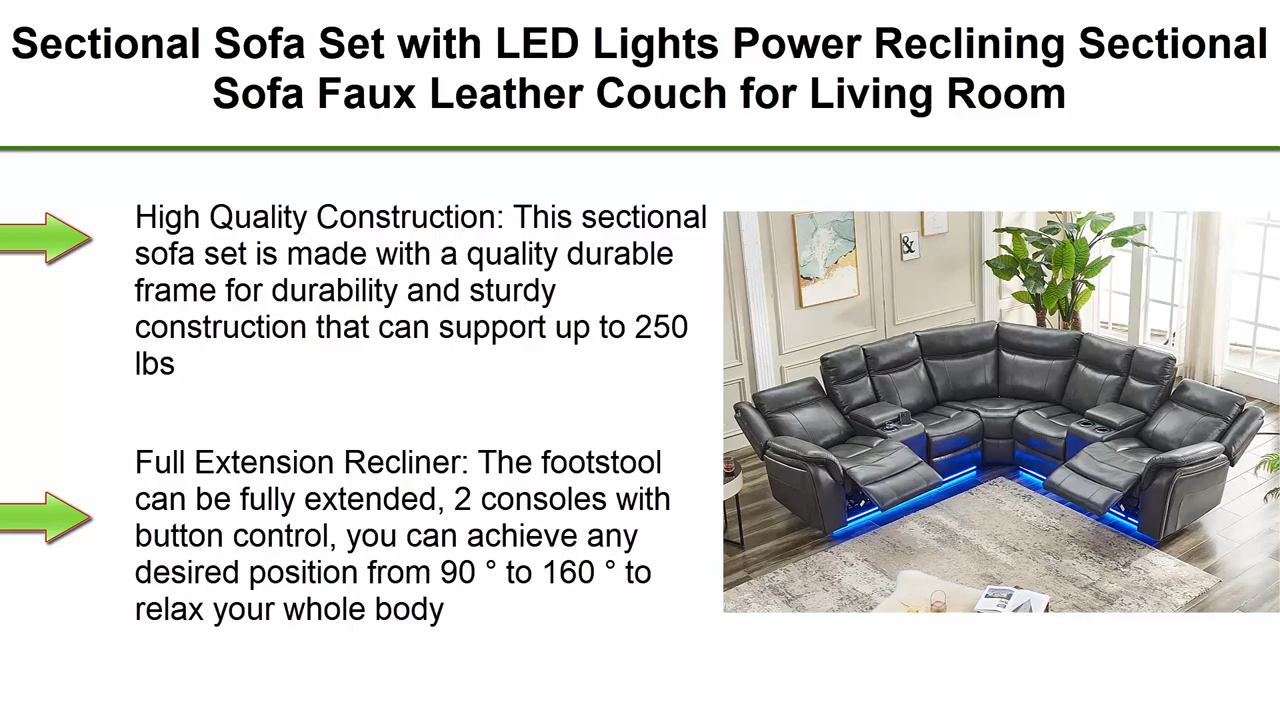 Sectional Sofa Set with LED Lights Power Reclining Sectional
Sofa Faux Leather Couch for Living Room
High Quality Construction: This sectional
sofa set is made with a quality durable
frame for durability and sturdy
construction that can support up to 250
lbs
&
Full Extension Recliner: The footstool
can be fully extended, 2 consoles with
button control, you can achieve any
desired position from 90 ° to 160 ° to
relax your whole body